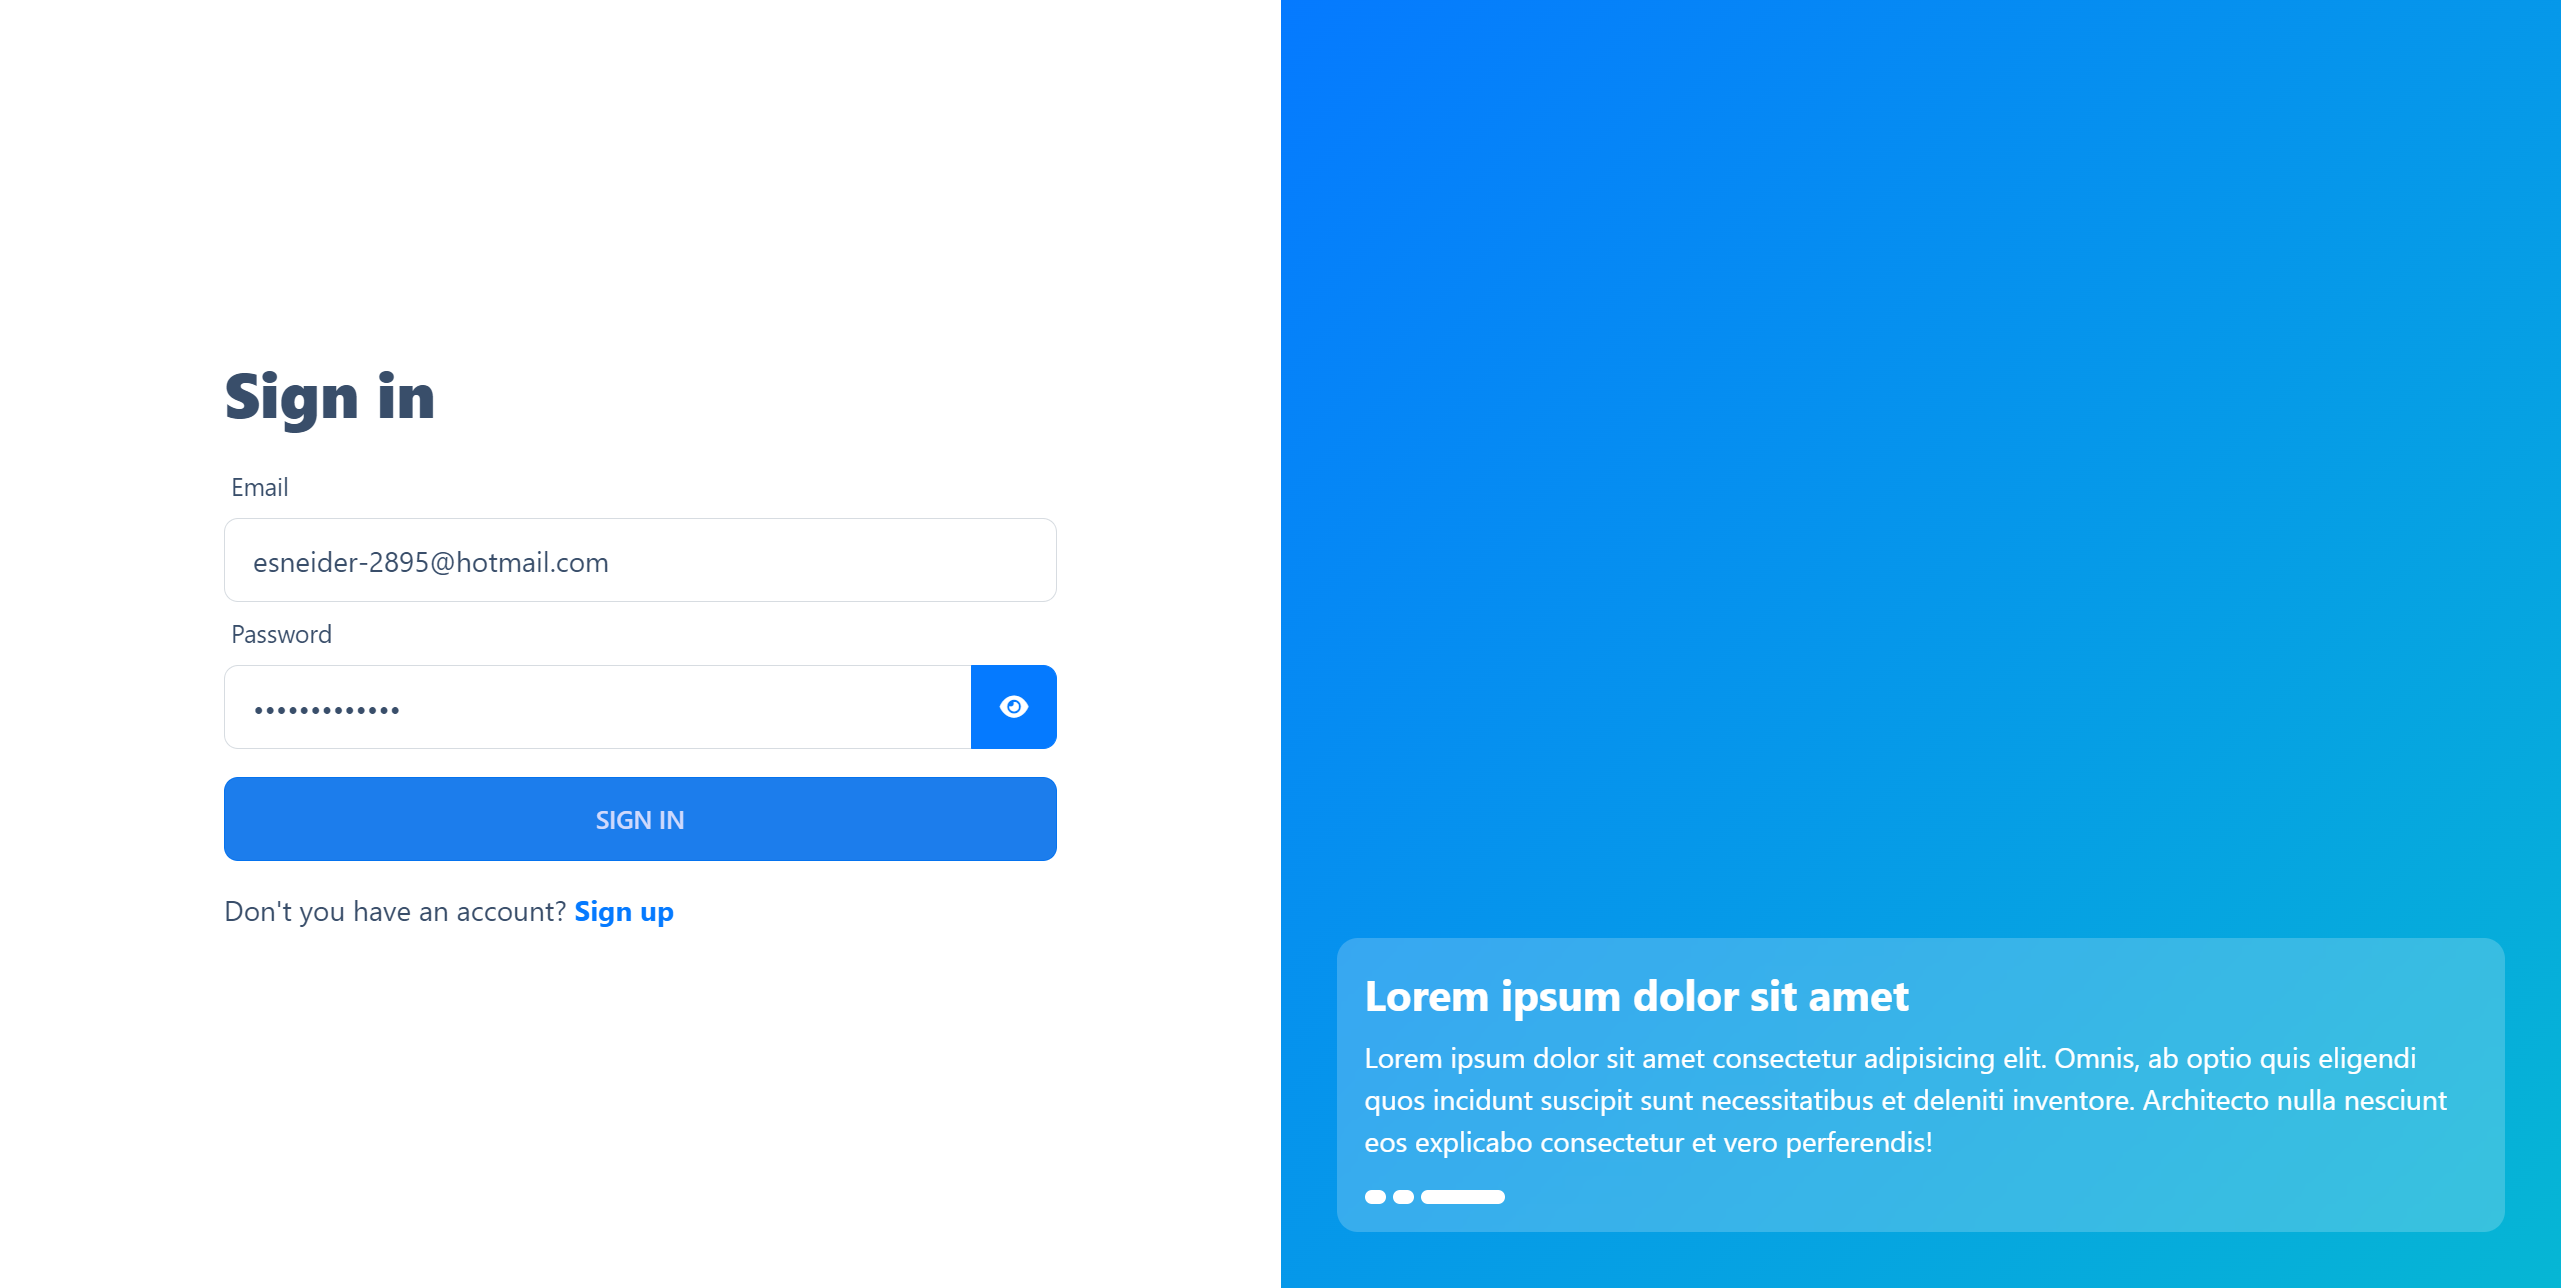 Sign in
Email
esneider-2895@hotmail.com
Password
•••••••••••••
SIGN IN
Don't you have an account? Sign up
Lorem ipsum dolor sit amet
Lorem ipsum dolor sit amet consectetur adipisicing elit. Omnis, ab optio quis eligendi
quos incidunt suscipit sunt necessitatibus et deleniti inventore. Architecto nulla nesciunt
eos explicabo consectetur et vero perferendis!